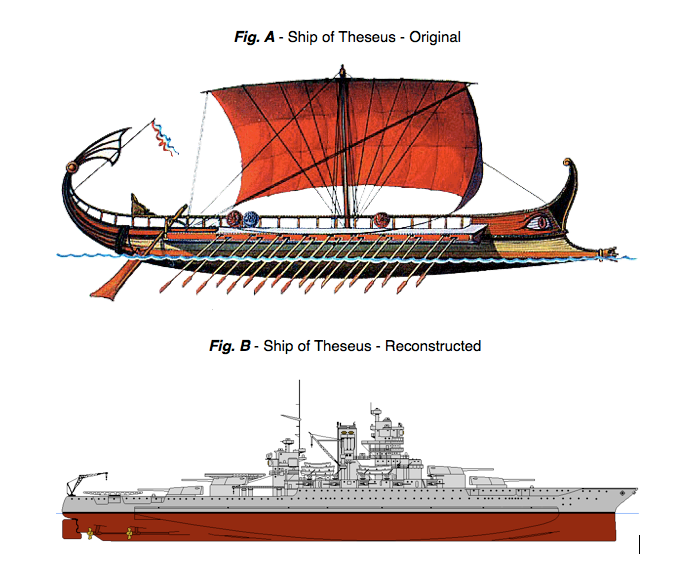 Fig. A - Ship of Theseus - Original
Fig. B - Ship of Theseus - Reconstructed